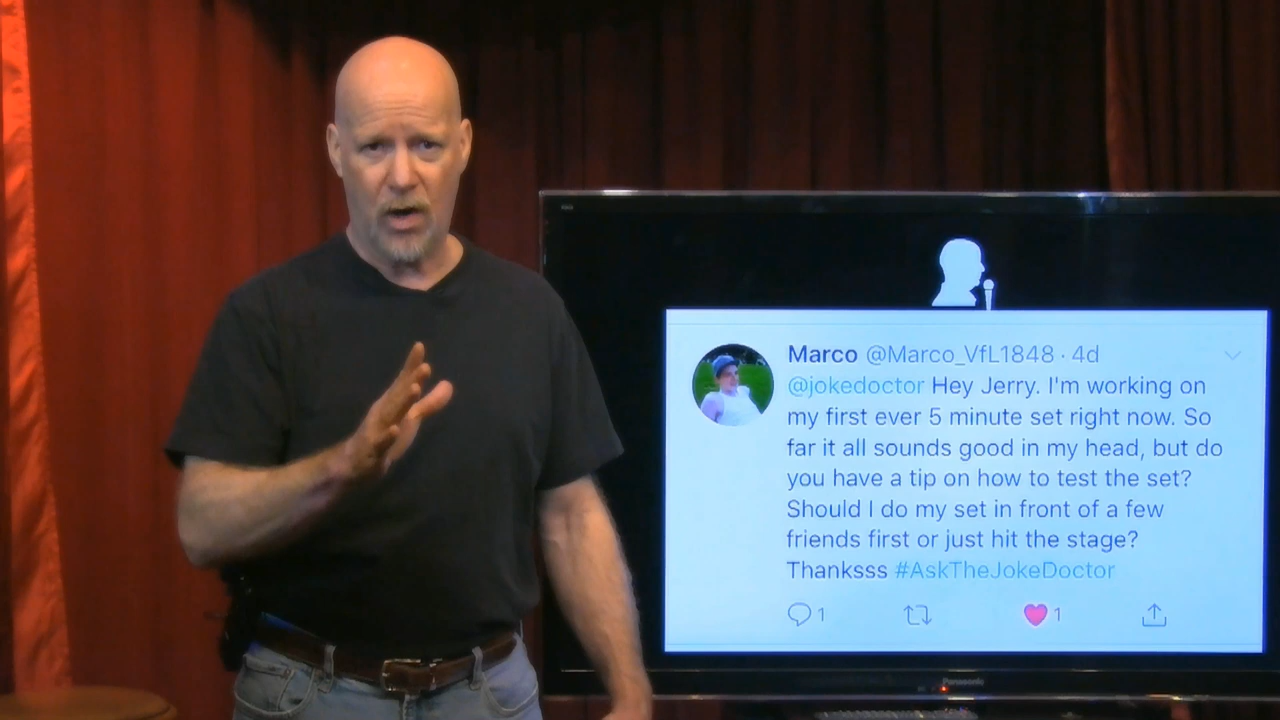 Marco @Marco_VfL1848 · 4d
@jokedoctor Hey Jerry. I'm working on
my first ever 5 minute set right now. So
far it all sounds good in my head, but do
you have a tip on how to test the set?
Should I do my set in front of a few
friends first or just hit the stage?
Thanksss #AskTheJokeDoctor
1
1
Panasonic